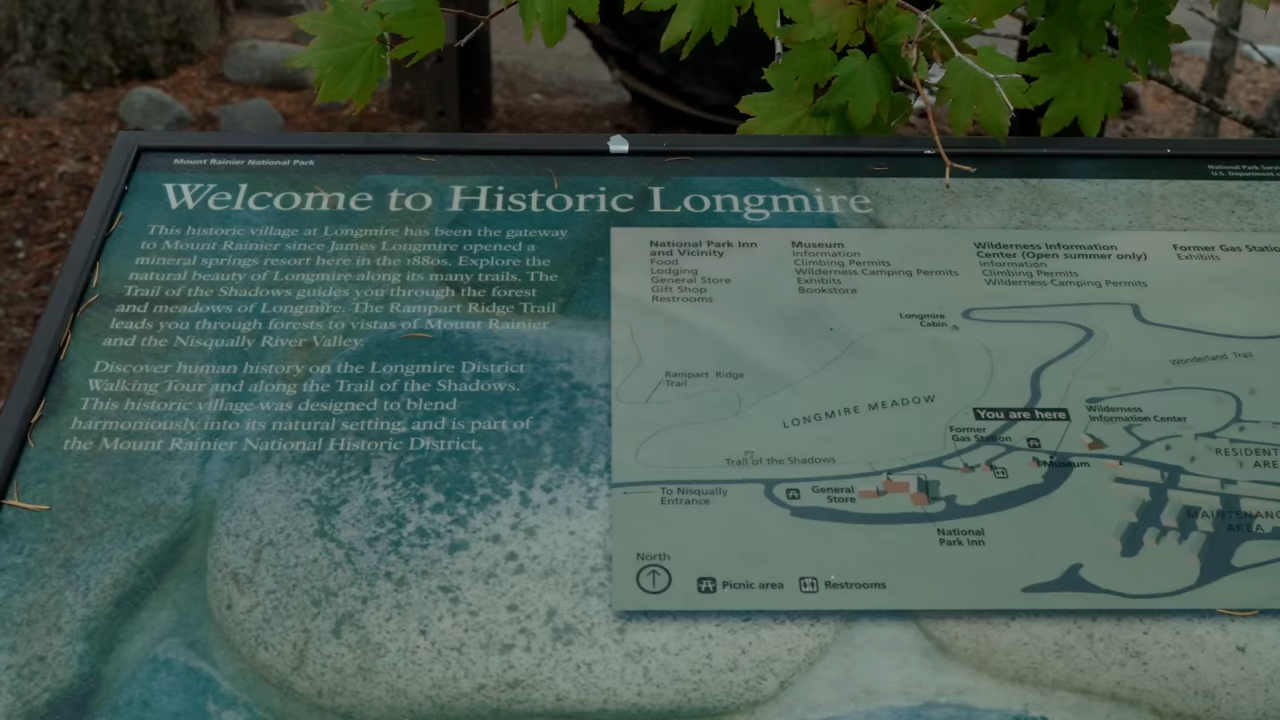 Mount Rainier National Park
National Park
U.S. Department
Welcome to Historic Longmire
This historic village at Longmire has been the gateway
to Mount Rainier since James Longmire opened a
mineral springs resort here in the 1880s. Explore the
natural beauty of Longmire along its many trails. The
Trail of the Shadows guides you through the forest
and meadows of Longmire. The Rampart Ridge Trail
leads you through forests to vistas of Mount Rainier
and the Nisqually River Valley.
Discover human history on the Longmire District
Walking Tour and along the Trail of the Shadows.
This historic village was designed to blend
harmoniously into its natural setting, and is part of
the Mount Rainier National Historic District.
National Park Inn
and Vicinity
Food
Lodging
General Store
Gift Shop
Restrooms
Museum
Information
Climbing Permits
Wilderness Camping Permits
Exhibits
Bookstore
Wilderness Information
Center (Open summer only)
Information
Climbing Permits
Wilderness Camping Permits
Former Gas
Exhibits
Longmire
Cabin
Wonderland Trail
Rampart Ridge
Trail
LONGMIRE MEADOW
You are here
Wilderness
Information Center
Former
Gas Station
Trail of the Shadows
Museum
To Nisqually
Entrance
General
Store
National
Park Inn
North
Picnic area
Restrooms